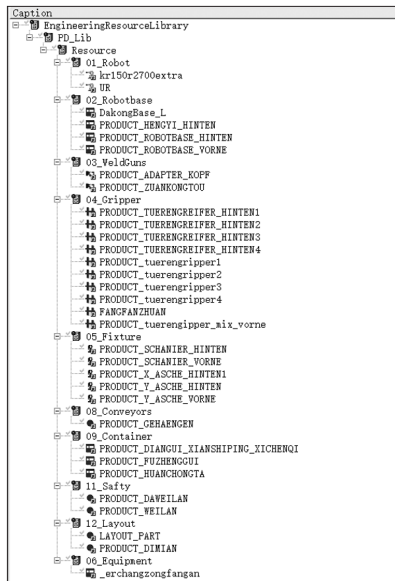 Caption
EngineeringResourceLibrary
PD_Lib
Resource
01_Robot
kr150r2700extra
UR
02_Robotbase
DakongBase_L
PRODUCT_HENGYI_HINTEN
PRODUCT_ROBOTBASE_HINTEN
PRODUCT_ROBOTBASE_VORNE
03_WeldGuns
PRODUCT_ADAPTER_KOPF
PRODUCT_ZUANKONGTOU
04_Gripper
PRODUCT_TUERENGREIFER_HINTEN1
PRODUCT_TUERENGREIFER_HINTEN2
PRODUCT_TUERENGREIFER_HINTEN3
PRODUCT_TUERENGREIFER_HINTEN4
PRODUCT_tuerengripper1
PRODUCT_tuerengripper2
PRODUCT_tuerengripper3
PRODUCT_tuerengripper4
FANGFANZHUAN
PRODUCT_tuerengipper_mix_vorne
05_Fixture
PRODUCT_SCHANIER_HINTEN
PRODUCT_SCHANIER_VORNE
PRODUCT_X_ASCHE_HINTEN1
PRODUCT_Y_ASCHE_HINTEN
PRODUCT_Y_ASCHE_VORNE
08_Conveyors
PRODUCT_GEHAENGEN
09_Container
PRODUCT_DIANGUI_XIANSHIPING_XICHENQI
PRODUCT_FUZHENGGUI
PRODUCT_HUANCHONGTA
11_Safty
PRODUCT_DAWEILAN
PRODUCT_WEILAN
12_Layout
LAYOUT_PART
PRODUCT_DIMIAN
06_Equipment
_erchangzongfangan